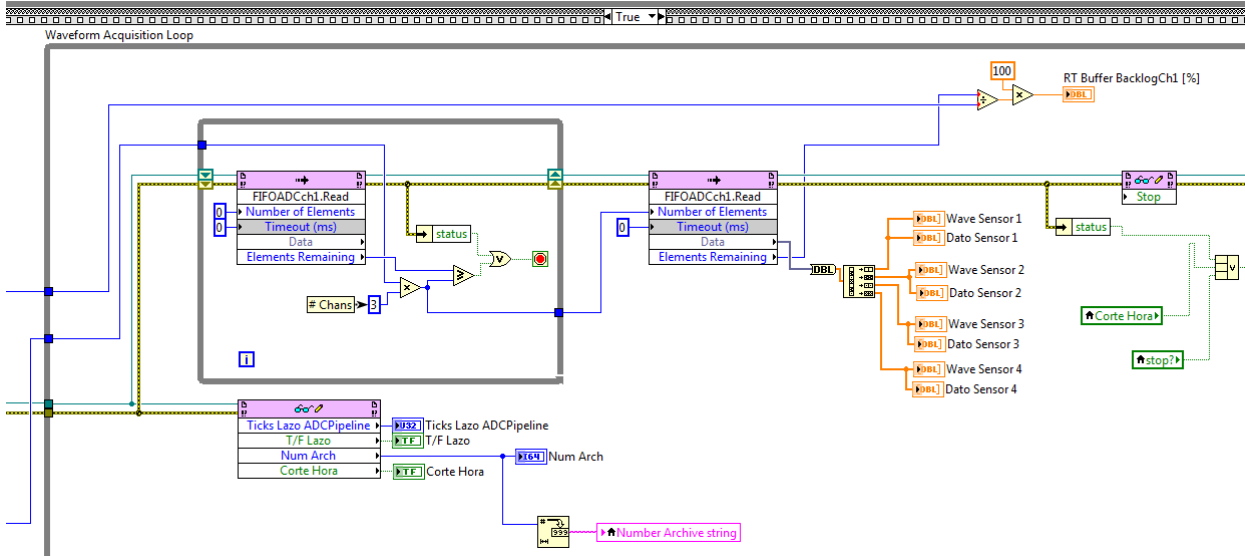 True
Waveform Acquisition Loop
100
RT Buffer BacklogCh1 [%]
DBL
FIFOADCch1.Read
Number of Elements
0
Timeout (ms)
0
Data
Elements Remaining
status
# Chans
3
i
FIFOADCch1.Read
Number of Elements
Timeout (ms)
0
Data
Elements Remaining
DBL
DBL
Wave Sensor 1
DBL
Dato Sensor 1
DBL
Wave Sensor 2
DBL
Dato Sensor 2
DBL
Wave Sensor 3
DBL
Dato Sensor 3
DBL
Wave Sensor 4
DBL
Dato Sensor 4
Stop
status
Corte Hora
stop?
Ticks Lazo ADCPipeline
U32
Ticks Lazo ADCPipeline
T/F Lazo
TF
T/F Lazo
Num Arch
I64
Num Arch
Corte Hora
TF
Corte Hora
#
999
Number Archive string